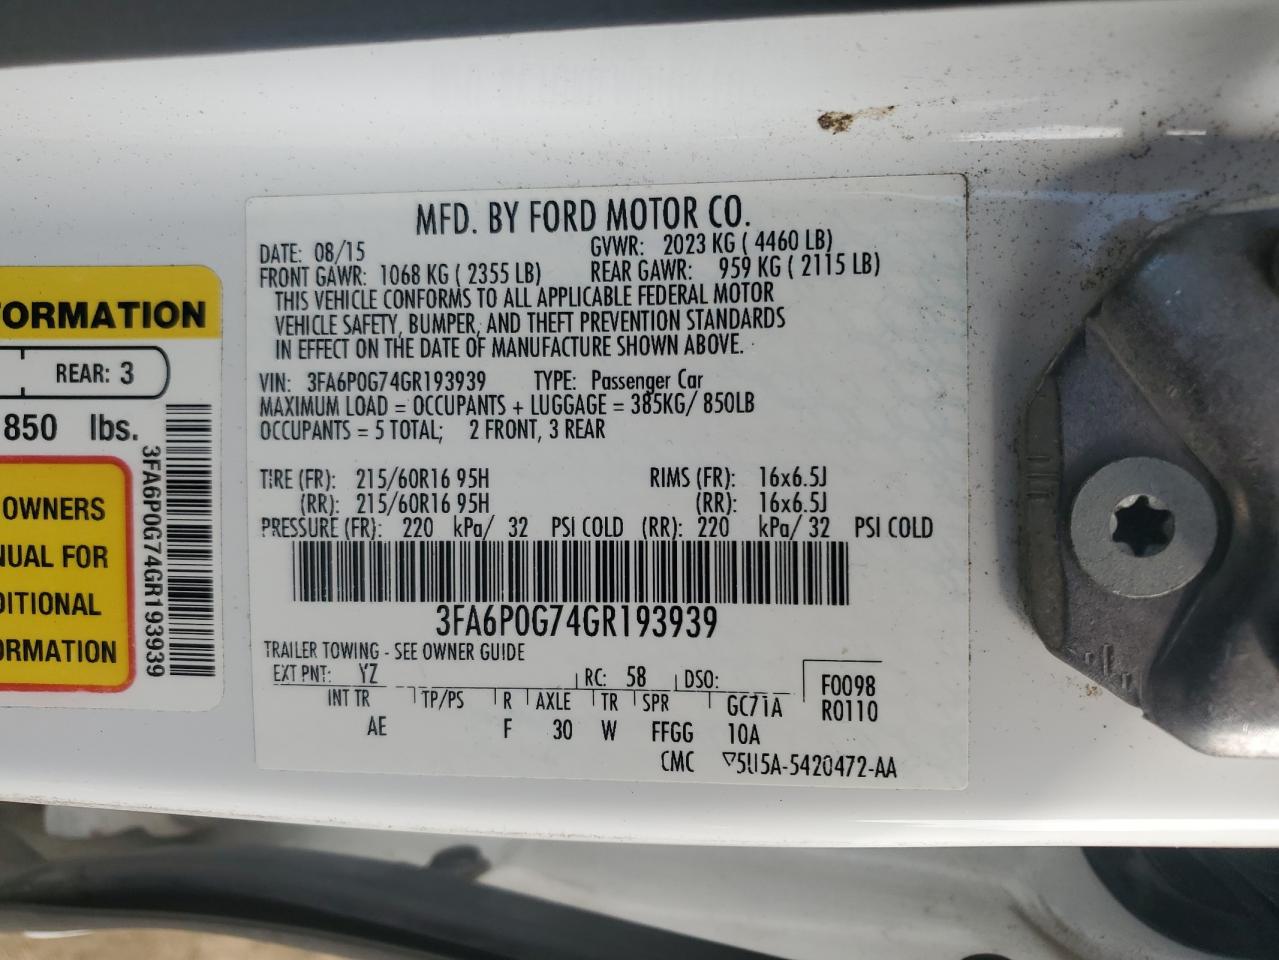 MFD. BY FORD MOTOR CO.
DATE: 08/15 GVWR: 2023 KG ( 4460 LB)
FRONT GAWR: 1068 KG ( 2355 LB) REAR GAWR: 959 KG ( 2115 LB)
THIS VEHICLE CONFORMS TO ALL APPLICABLE FEDERAL MOTOR
VEHICLE SAFETY, BUMPER, AND THEFT PREVENTION STANDARDS
IN EFFECT ON THE DATE OF MANUFACTURE SHOWN ABOVE.
VIN: 3FA6P0G74GR193939 TYPE: Passenger Car
MAXIMUM LOAD = OCCUPANTS + LUGGAGE = 385KG/ 850LB
OCCUPANTS = 5 TOTAL; 2 FRONT, 3 REAR
TIRE (FR): 215/60R16 95H RIMS (FR): 16x6.5J
(RR): 215/60R16 95H (RR): 16x6.5J
PRESSURE (FR): 220 kPa/ 32 PSI COLD (RR): 220 kPa/ 32 PSI COLD
3FA6P0G74GR193939
TRAILER TOWING - SEE OWNER GUIDE
EXT PNT: YZ RC: 58 DSO: F0098
INT TR TP/PS R AXLE TR SPR GC71A R0110
AE F 30 W FFGG 10A
CMC ▽5U5A-5420472-AA
ORMATION
REAR: 3
850 lbs.
OWNERS
NUAL FOR
DITIONAL
ORMATION
3FA6P0G74GR193939